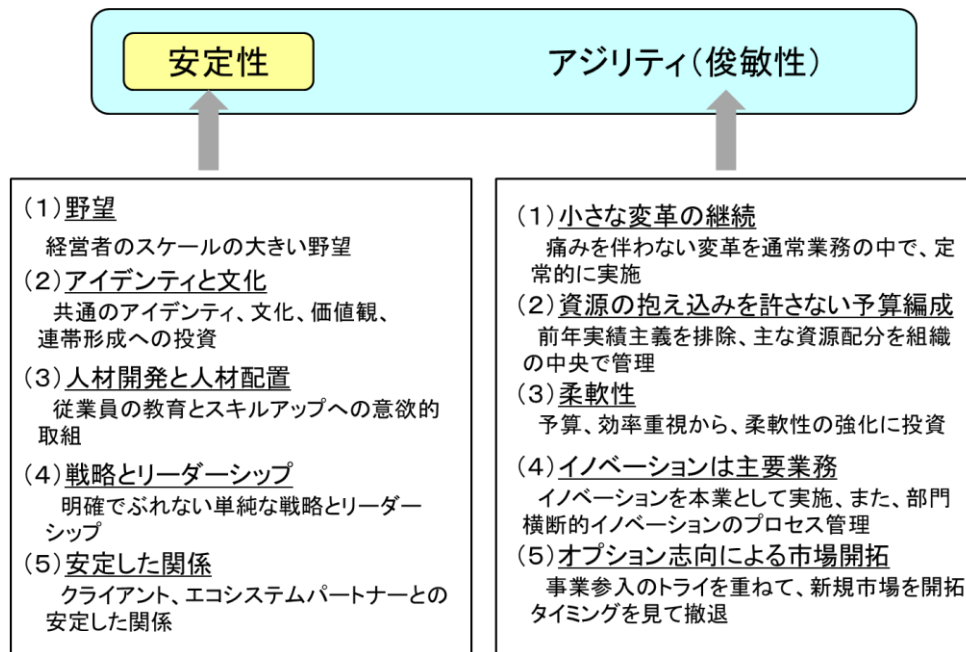 安定性
アジリティ（俊敏性）
（１）野望
経営者のスケールの大きい野望
（２）アイデンティと文化
共通のアイデンティ、文化、価値観、
連帯形成への投資
（３）人材開発と人材配置
従業員の教育とスキルアップへの意欲的
取組
（４）戦略とリーダーシップ
明確でぶれない単純な戦略とリーダー
シップ
（５）安定した関係
クライアント、エコシステムパートナーとの
安定した関係
（１）小さな変革の継続
痛みを伴わない変革を通常業務の中で、定
常的に実施
（２）資源の抱え込みを許さない予算編成
前年実績主義を排除、主な資源配分を組織
の中央で管理
（３）柔軟性
予算、効率重視から、柔軟性の強化に投資
（４）イノベーションは主要業務
イノベーションを本業として実施、また、部門
横断的イノベーションのプロセス管理
（５）オプション志向による市場開拓
事業参入のトライを重ねて、新規市場を開拓
タイミングを見て撤退